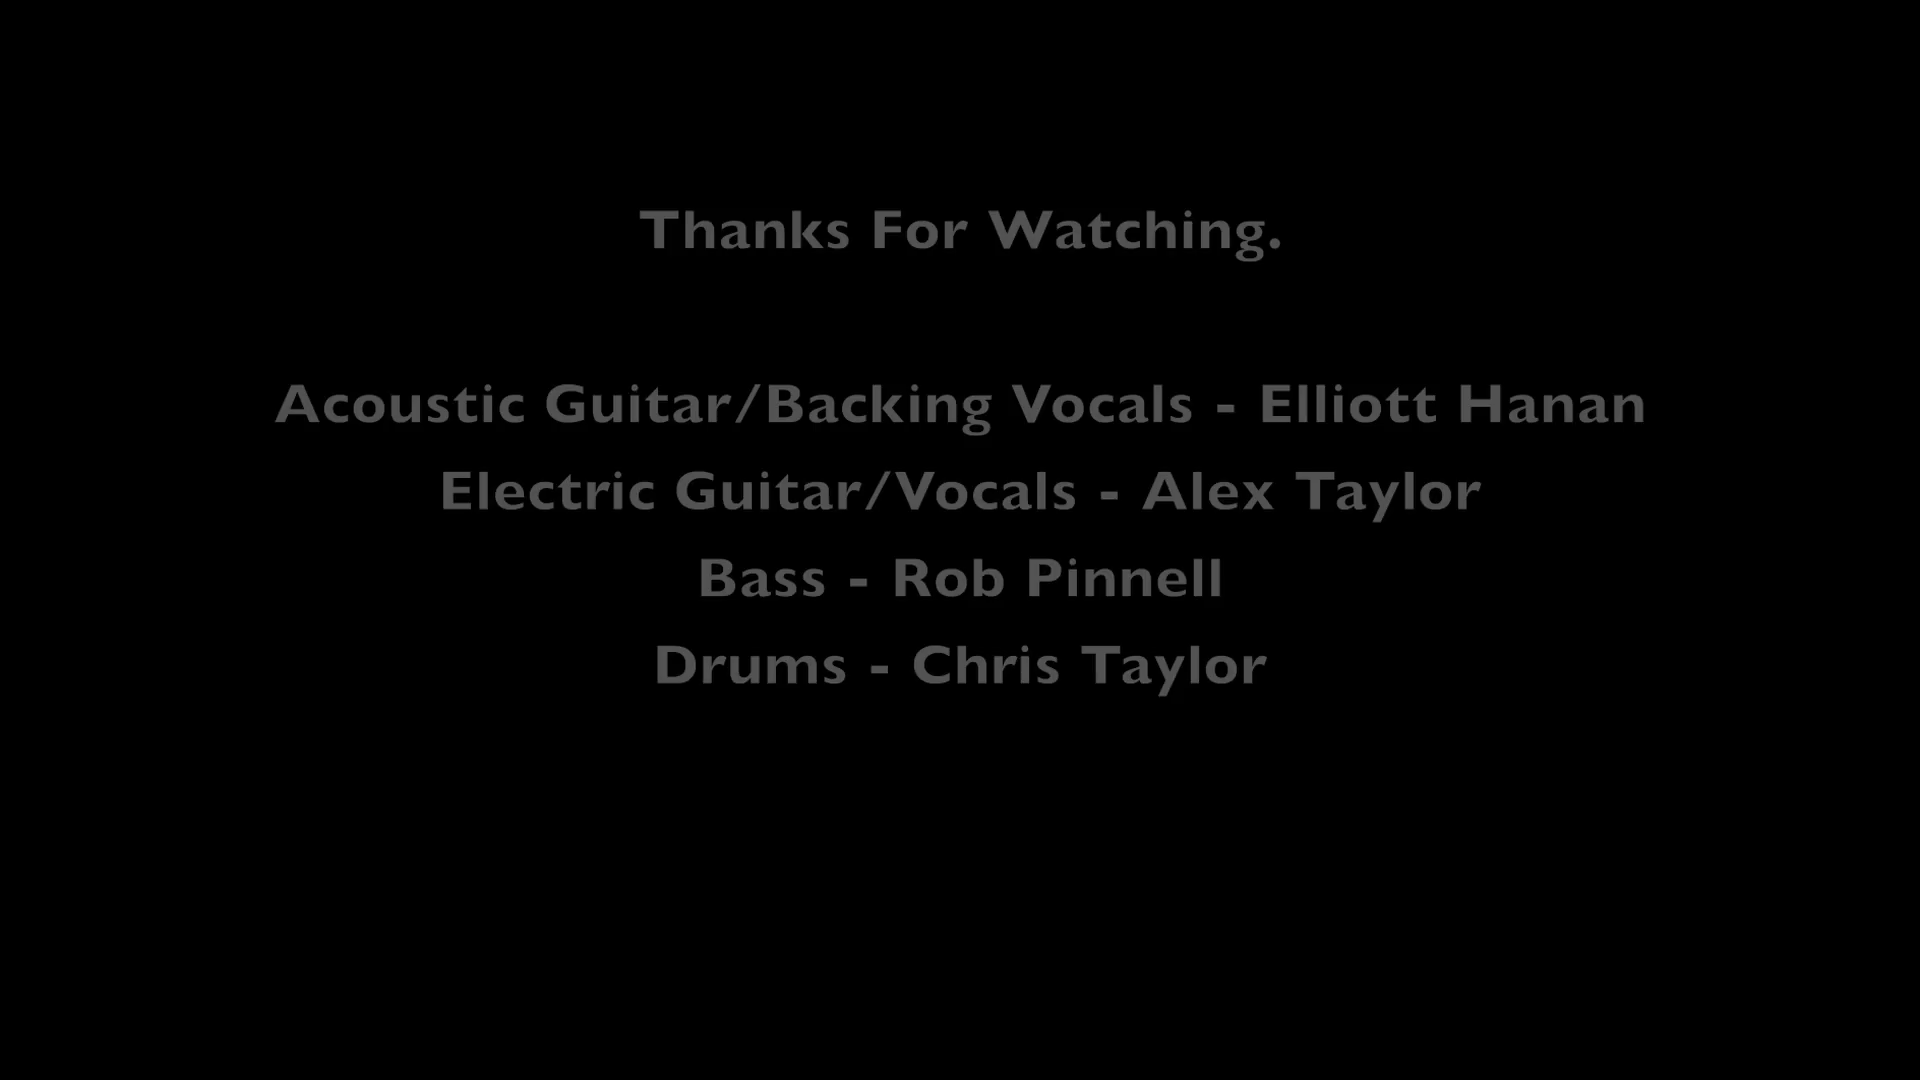 Thanks For Watching.
Acoustic Guitar/Backing Vocals - Elliott Hanan
Electric Guitar/Vocals - Alex Taylor
Bass - Rob Pinnell
Drums - Chris Taylor